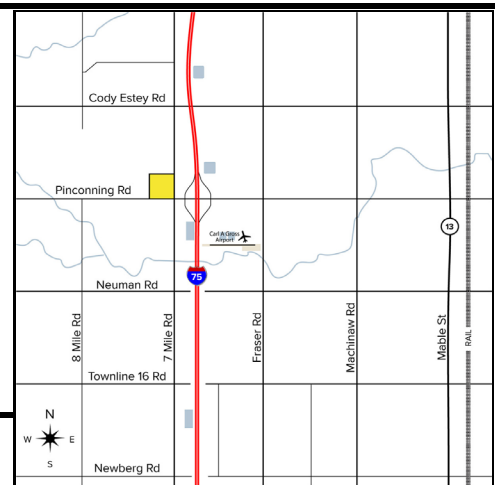 Cody Estey Rd
Pinconning Rd
13
Carl A Gross
Airport
75
Neuman Rd
8 Mile Rd
7 Mile Rd
Fraser Rd
Machinaw Rd
Mable St
RAIL
Townline 16 Rd
N
W
E
S
Newberg Rd